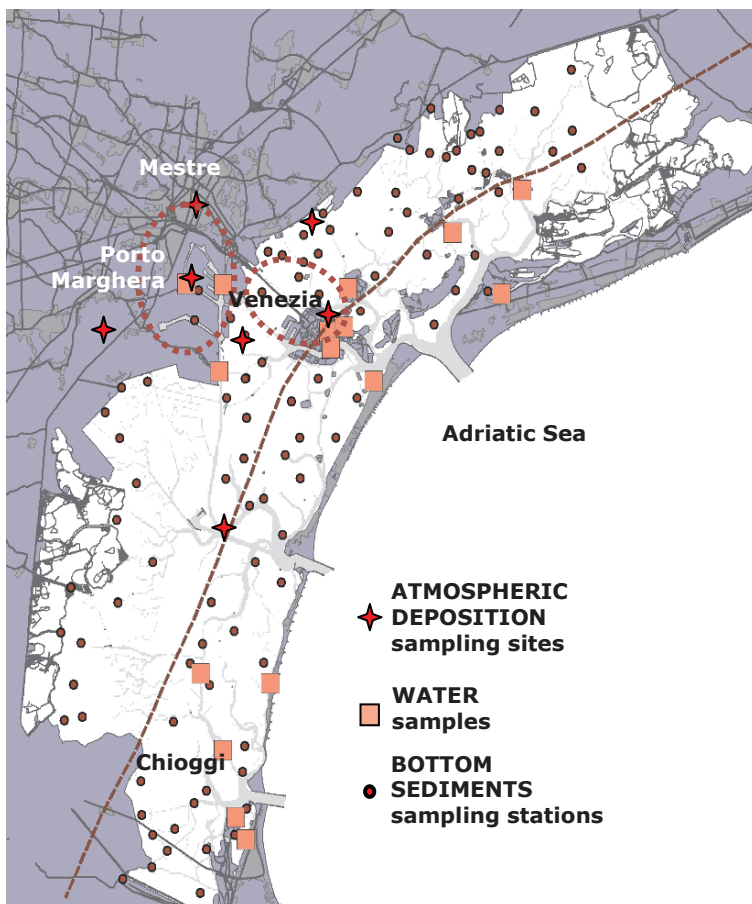 Mestre
Porto
Marghera
Venezia
Adriatic Sea
ATMOSPHERIC
DEPOSITION
sampling sites
WATER
samples
Chioggi
BOTTOM
SEDIMENTS
sampling stations